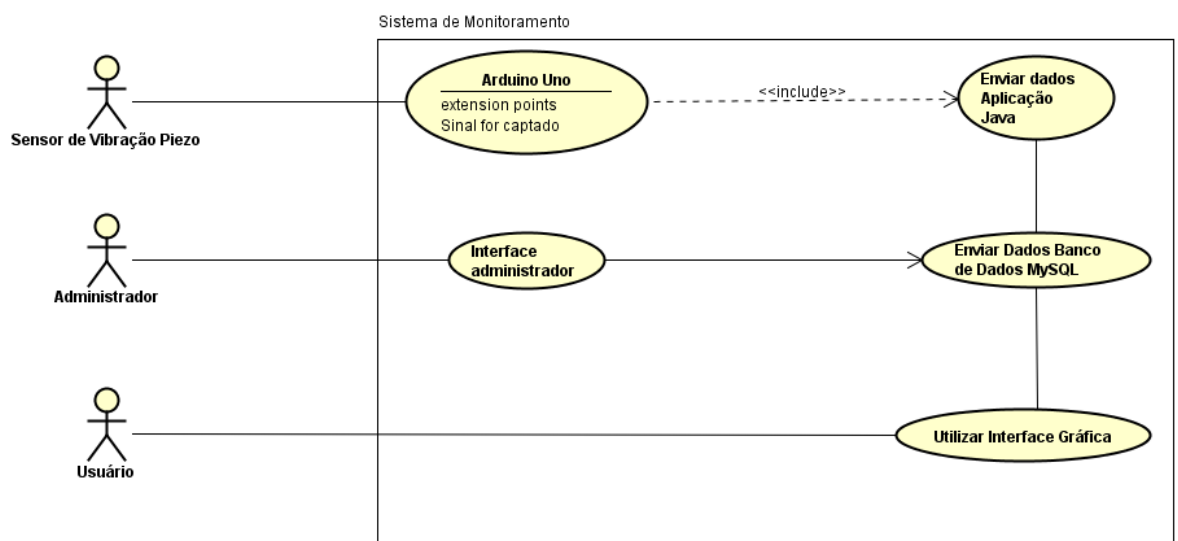 Sistema de Monitoramento
Arduino Uno
extension points
Sinal for captado
<<include>>
Enviar dados
Aplicação
Java
Sensor de Vibração Piezo
Interface
administrador
Enviar Dados Banco
de Dados MySQL
Administrador
Utilizar Interface Gráfica
Usuário